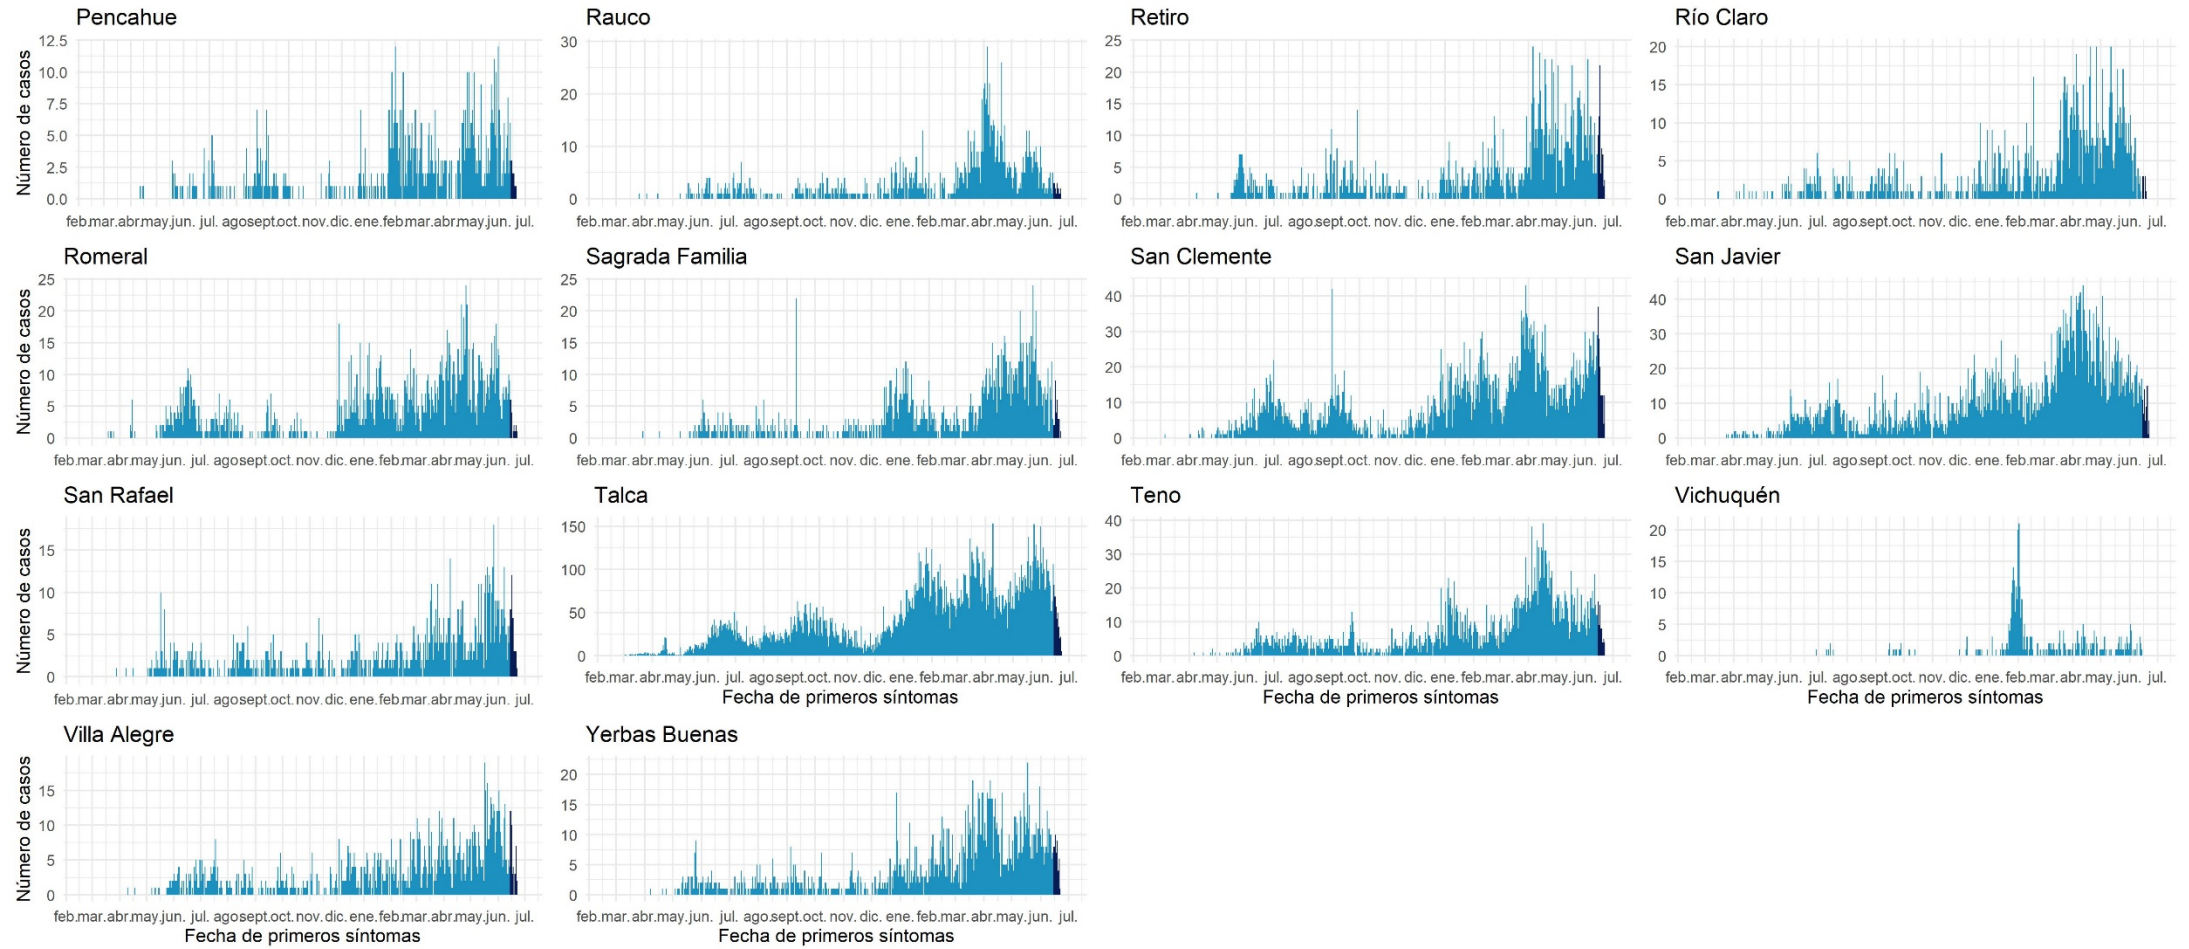 Pencahue
Rauco
Retiro
Río Claro
Número de casos
12.5
10.0
7.5
5.0
2.5
0.0
30
20
10
0
25
20
15
10
5
0
20
15
10
5
0
feb.mar.abr.may.jun. jul. ago.sept.oct. nov. dic. ene.feb.mar.abr.may.jun. jul.
feb.mar.abr.may.jun. jul. ago.sept.oct. nov. dic. ene. feb.mar.abr.may.jun. jul.
feb.mar.abr.may.jun. jul. ago.sept.oct. nov. dic. ene. feb.mar.abr.may.jun. jul.
feb.mar.abr.may.jun. jul. ago.sept.oct. nov. dic. ene. feb.mar.abr.may.jun. jul.
Romeral
Sagrada Familia
San Clemente
San Javier
Número de casos
25
20
15
10
5
0
25
20
15
10
5
0
40
30
20
10
0
40
30
20
10
0
feb.mar. abr.may.jun. jul. ago.sept.oct. nov. dic. ene. feb.mar.abr.may.jun. jul.
feb.mar.abr.may.jun. jul. ago.sept.oct. nov. dic. ene. feb.mar.abr.may.jun. jul.
feb.mar.abr.may.jun. jul. ago.sept.oct. nov. dic. ene. feb.mar.abr.may.jun. jul.
feb.mar.abr.may.jun. jul. ago.sept.oct. nov. dic. ene. feb.mar.abr.may.jun. jul.
San Rafael
Talca
Teno
Vichuquén
Número de casos
15
10
5
0
150
100
50
0
40
30
20
10
0
20
15
10
5
0
feb.mar. abr.may.jun. jul. ago.sept.oct. nov. dic. ene. feb.mar.abr.may.jun. jul.
feb.mar.abr.may.jun. jul. ago.sept.oct. nov. dic. ene. feb.mar.abr.may.jun. jul.
feb.mar.abr.may.jun. jul. ago.sept.oct. nov. dic. ene. feb.mar.abr.may.jun. jul.
feb.mar.abr.may.jun. jul. ago.sept.oct. nov. dic. ene. feb.mar.abr.may.jun. jul.
Fecha de primeros síntomas
Fecha de primeros síntomas
Fecha de primeros síntomas
Villa Alegre
Yerbas Buenas
Número de casos
15
10
5
0
20
15
10
5
0
feb.mar. abr.may.jun. jul. ago.sept.oct. nov. dic. ene. feb.mar.abr.may.jun. jul.
feb.mar.abr.may.jun. jul. ago.sept.oct. nov. dic. ene. feb.mar.abr.may.jun. jul.
Fecha de primeros síntomas
Fecha de primeros síntomas